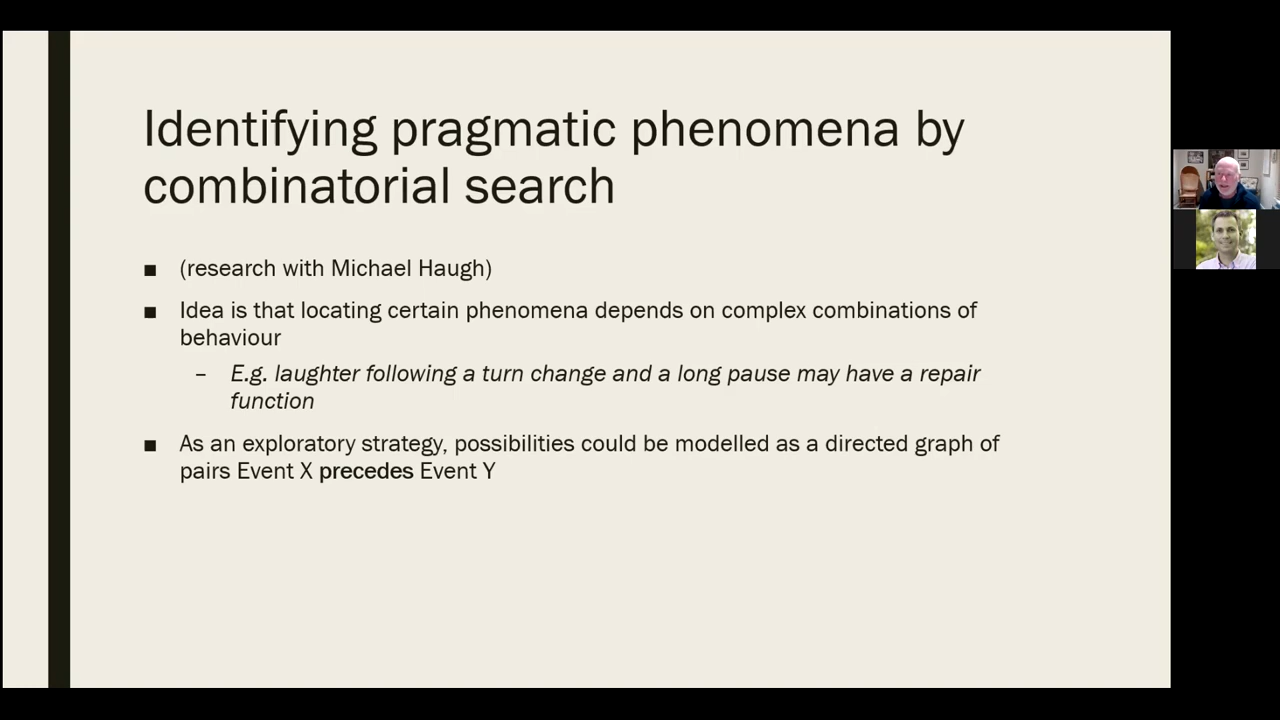 Identifying pragmatic phenomena by
combinatorial search
■ (research with Michael Haugh)
■ Idea is that locating certain phenomena depends on complex combinations of
behaviour
– E.g. laughter following a turn change and a long pause may have a repair
function
■ As an exploratory strategy, possibilities could be modelled as a directed graph of
pairs Event X precedes Event Y